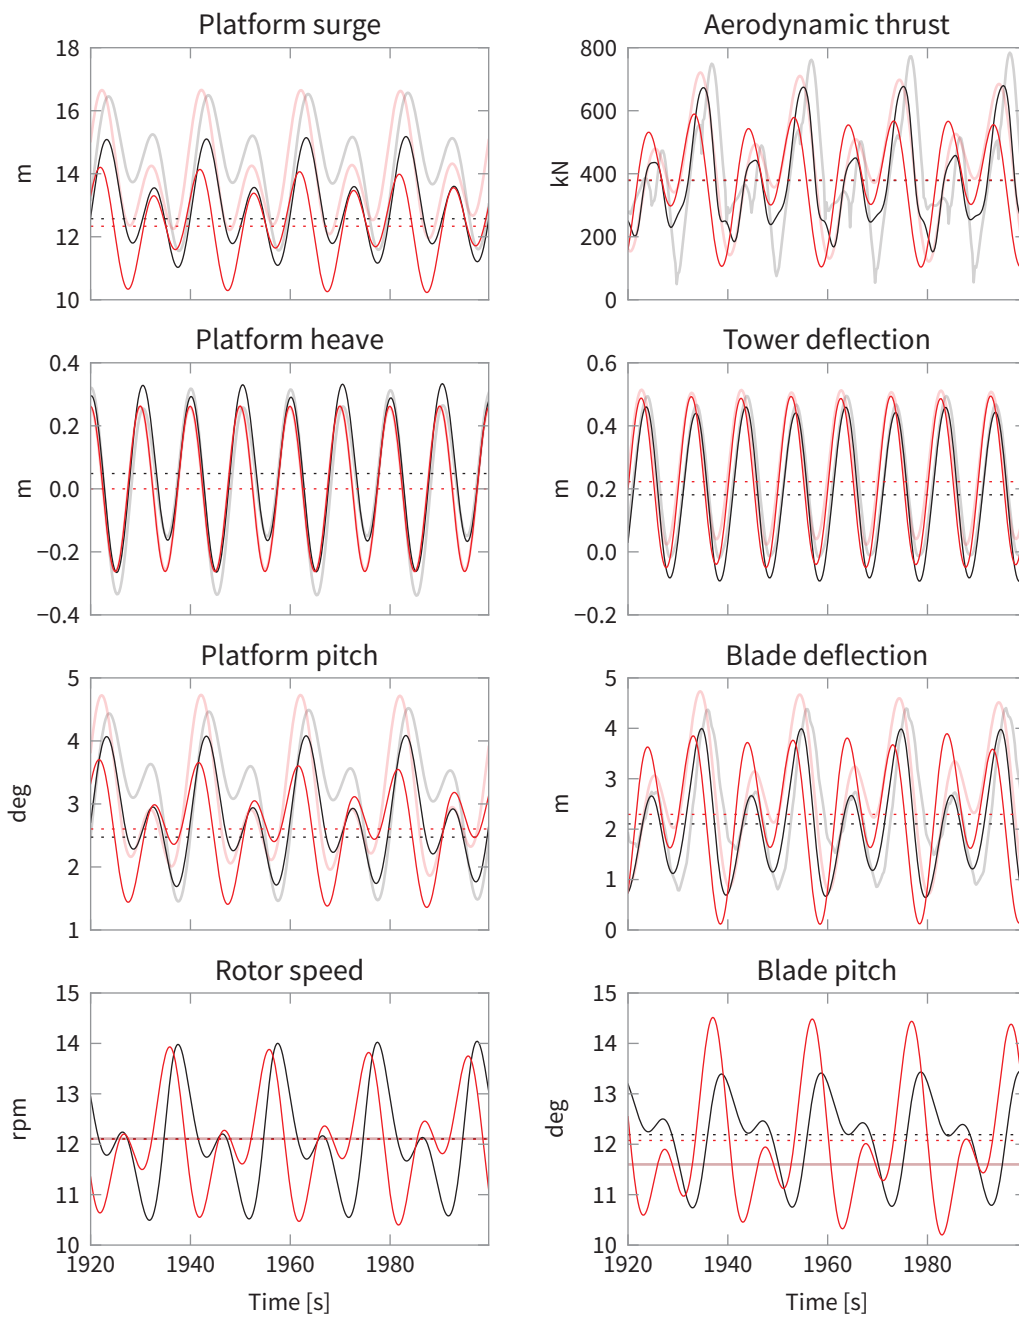 Platform surge
Aerodynamic thrust
18
16
14
12
10
m
800
600
400
200
0
kN
Platform heave
Tower deflection
0.4
0.2
0.0
−0.2
−0.4
m
0.6
0.4
0.2
0.0
−0.2
m
Platform pitch
Blade deflection
5
4
3
2
1
deg
5
4
3
2
1
0
m
Rotor speed
Blade pitch
15
14
13
12
11
10
rpm
15
14
13
12
11
10
deg
1920 1940 1960 1980
1920 1940 1960 1980
Time [s]
Time [s]